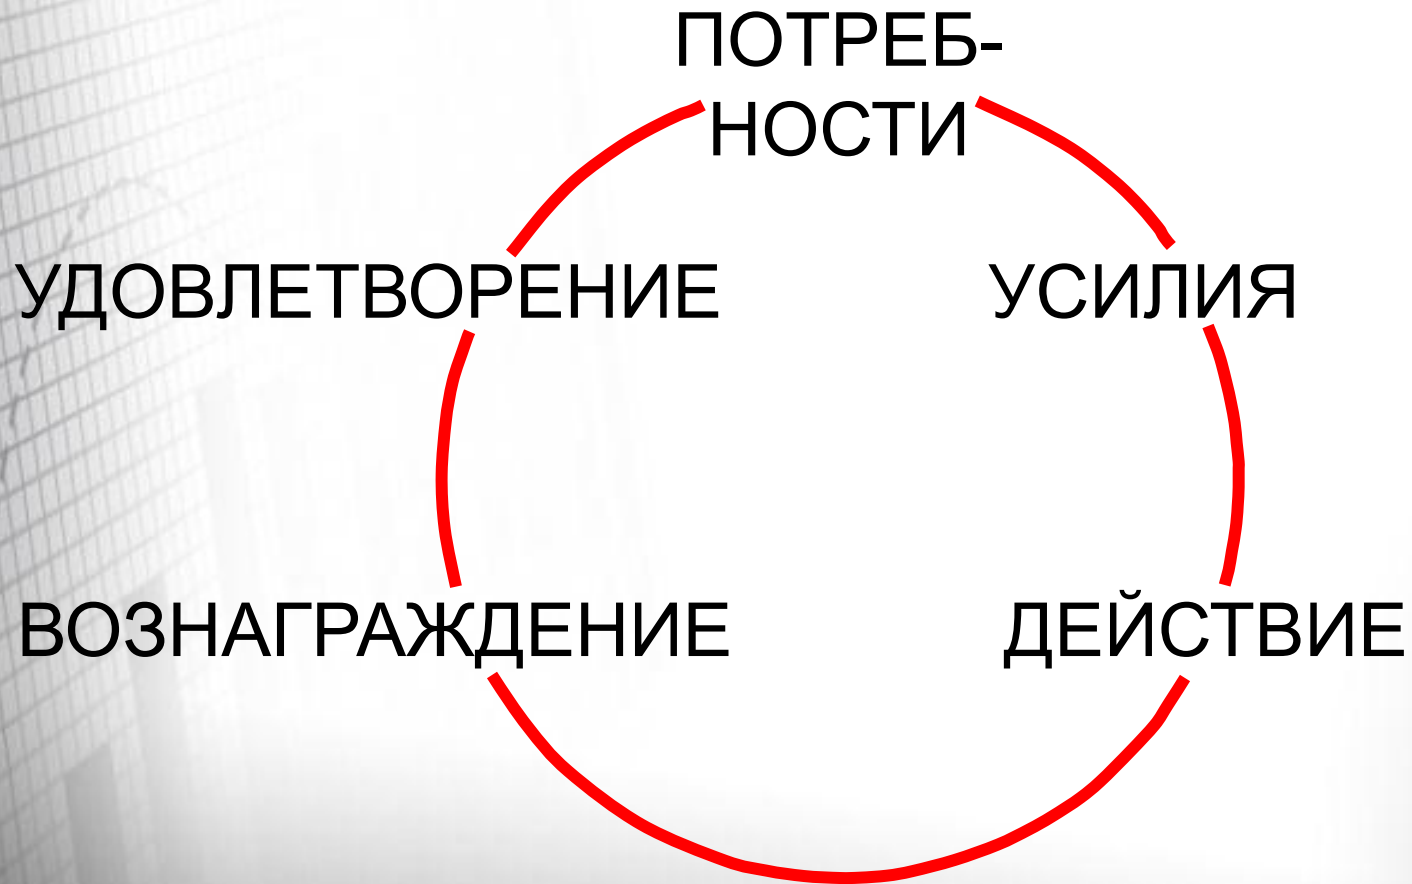 ПОТРЕБ-
НОСТИ
УДОВЛЕТВОРЕНИЕ
УСИЛИЯ
ВОЗНАГРАЖДЕНИЕ
ДЕЙСТВИЕ